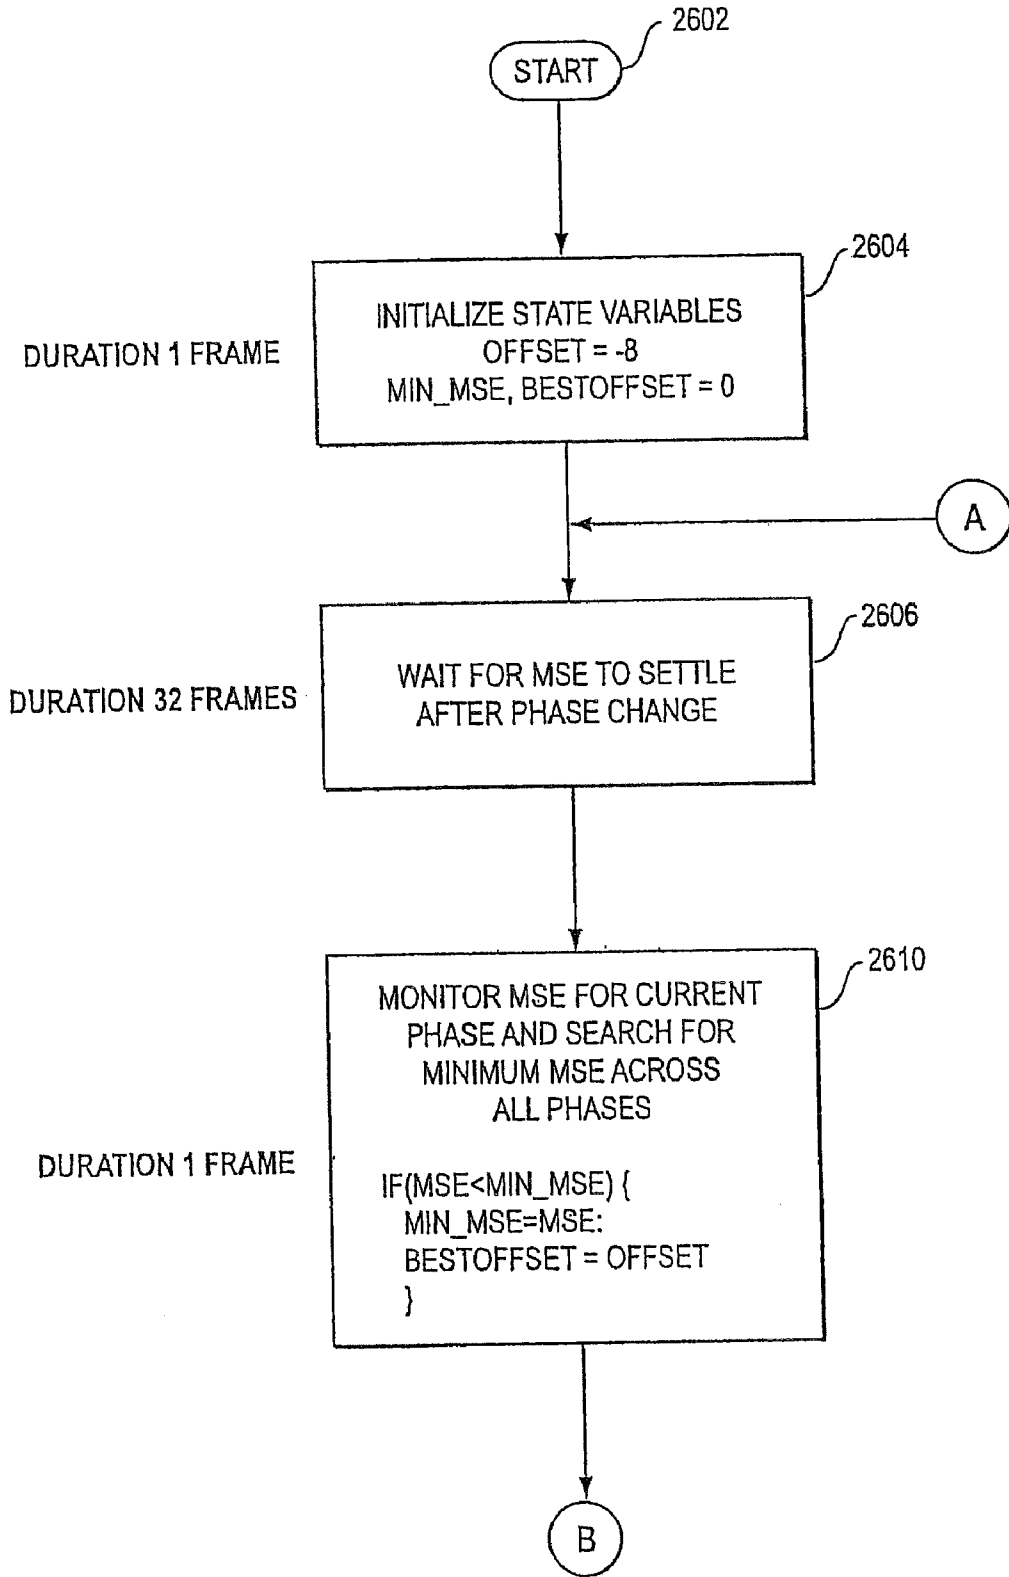 2602
START
2604
INITIALIZE STATE VARIABLES
OFFSET = -8
MIN_MSE, BESTOFFSET = 0
DURATION 1 FRAME
A
2606
WAIT FOR MSE TO SETTLE
AFTER PHASE CHANGE
DURATION 32 FRAMES
2610
MONITOR MSE FOR CURRENT
PHASE AND SEARCH FOR
MINIMUM MSE ACROSS
ALL PHASES
DURATION 1 FRAME
IF(MSE<MIN_MSE) {
MIN_MSE=MSE:
BESTOFFSET = OFFSET
}
B